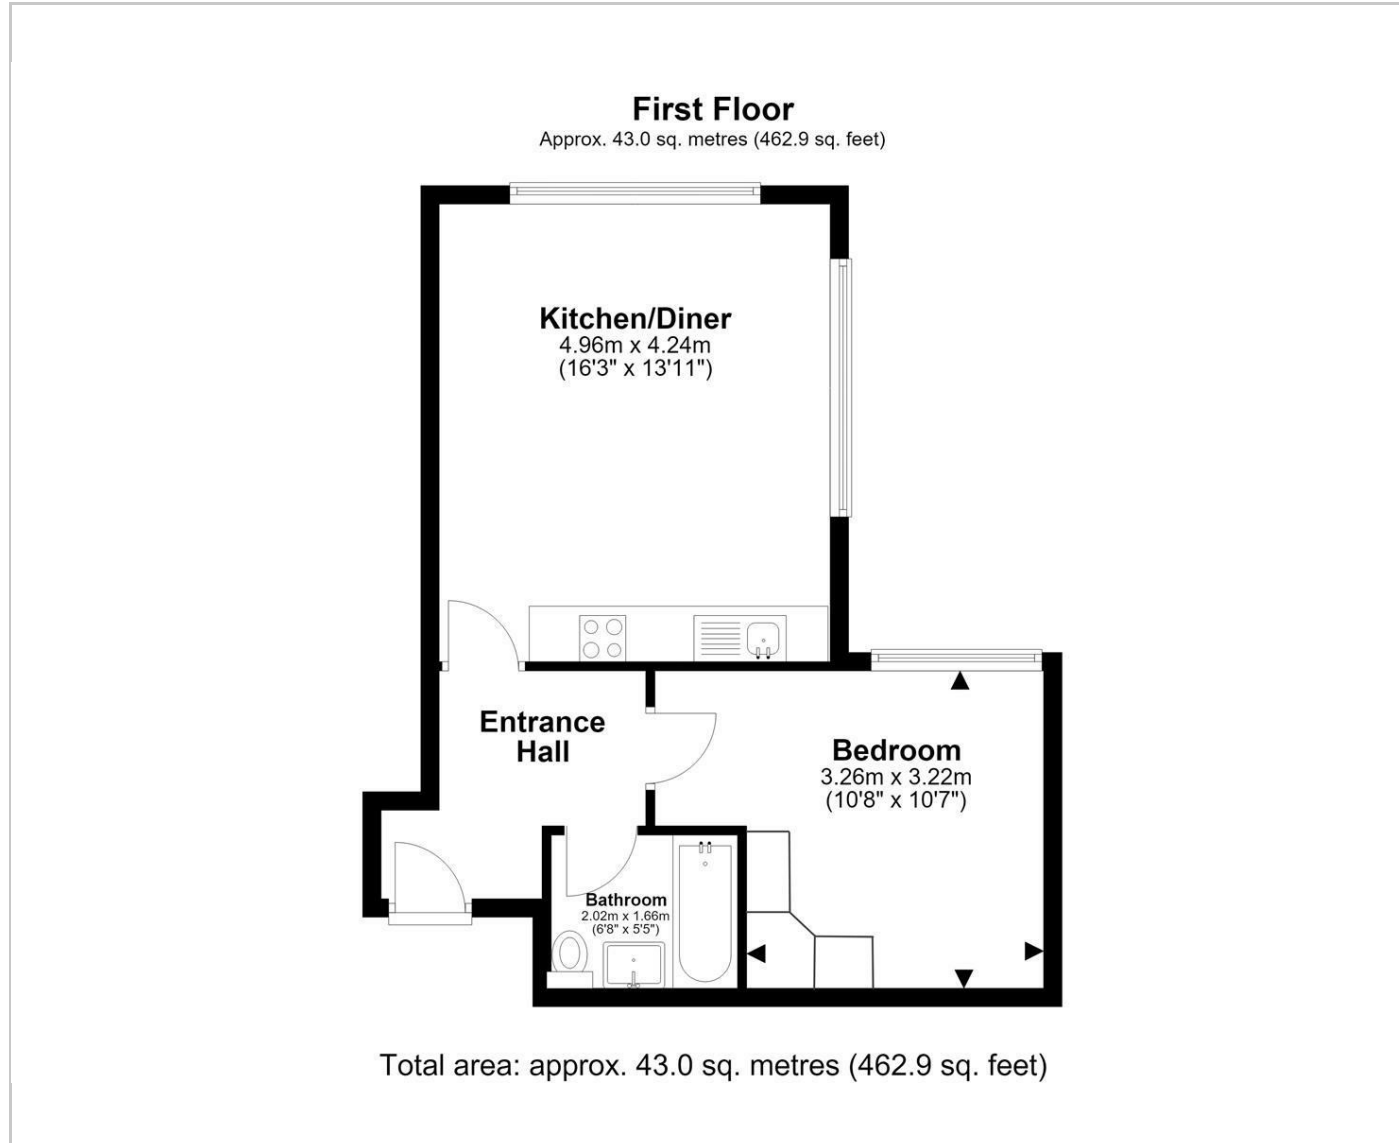 First Floor
Approx. 43.0 sq. metres (462.9 sq. feet)
Kitchen/Diner
4.96m x 4.24m
(16'3" x 13'11")
Entrance
Hall
Bedroom
3.26m x 3.22m
(10'8" x 10'7")
Bathroom
2.02m x 1.66m
(6'8" x 5'5")
Total area: approx. 43.0 sq. metres (462.9 sq. feet)